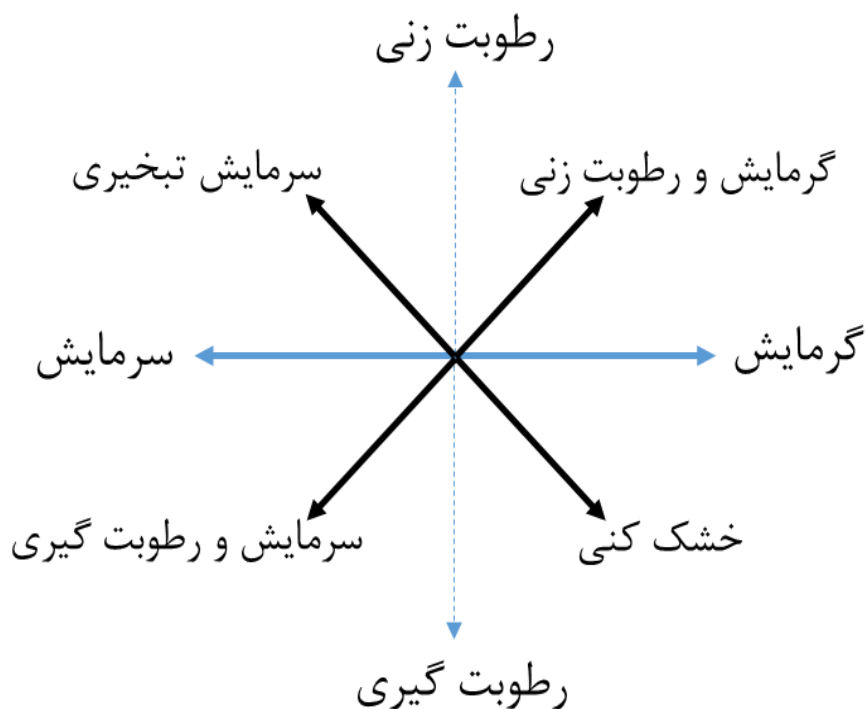 رطوبت زنی
گرمایش و رطوبت زنی
سرمایش تبخیری
گرمایش
سرمایش
خشک کنی
سرمایش و رطوبت گیری
رطوبت گیری